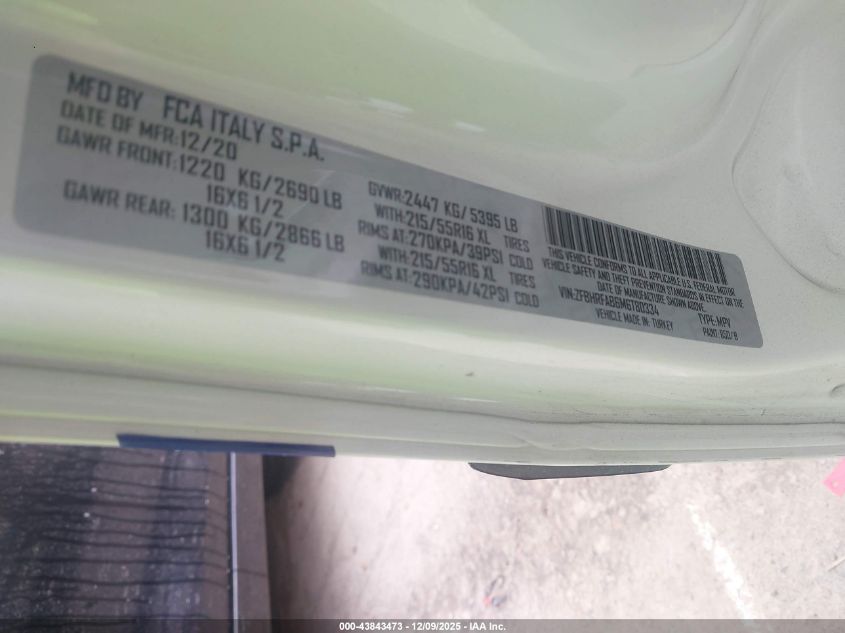 MFD BY FCA ITALY S.P.A.
DATE OF MFR:12/20
GAWR FRONT:1220 KG/2690 LB
16X6 1/2
GAWR REAR: 1300 KG/2866 LB
16X6 1/2
GVWR:2447 KG/ 5395 LB
WITH:215/55R16 XL TIRES
RIMS AT:270KPA/39PSI COLD
WITH:215/55R16 XL TIRES
RIMS AT:290KPA/42PSI COLD
THIS VEHICLE CONFORMS TO ALL APPLICABLE U.S. FEDERAL MOTOR
VEHICLE SAFETY AND THEFT PREVENTION STANDARDS IN EFFECT ON THE
DATE OF MANUFACTURE SHOWN ABOVE.
VIN:ZFBHRFAB6M6T80334 TYPE:MPV
VEHICLE MADE IN: TURKEY PAINT:
000-43843473 - 12/09/2025 - IAA Inc.